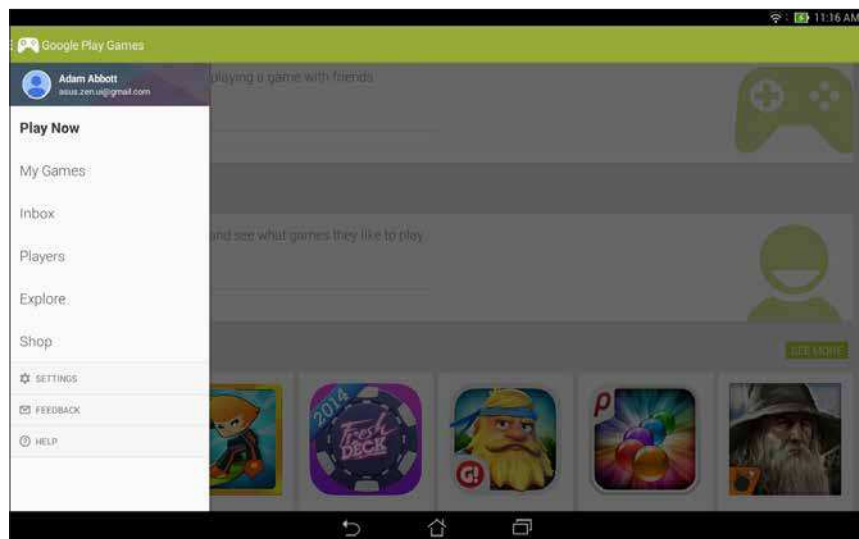 11:16 AM
Google Play Games
Adam Abbott
asus.zen.ui@gmail.com
playing a game with friends.
Play Now
My Games
Inbox
and see what games they like to play.
Players
Explore
Shop
SEE MORE
SETTINGS
FEEDBACK
HELP
2014
Fresh
DECK
G!
P